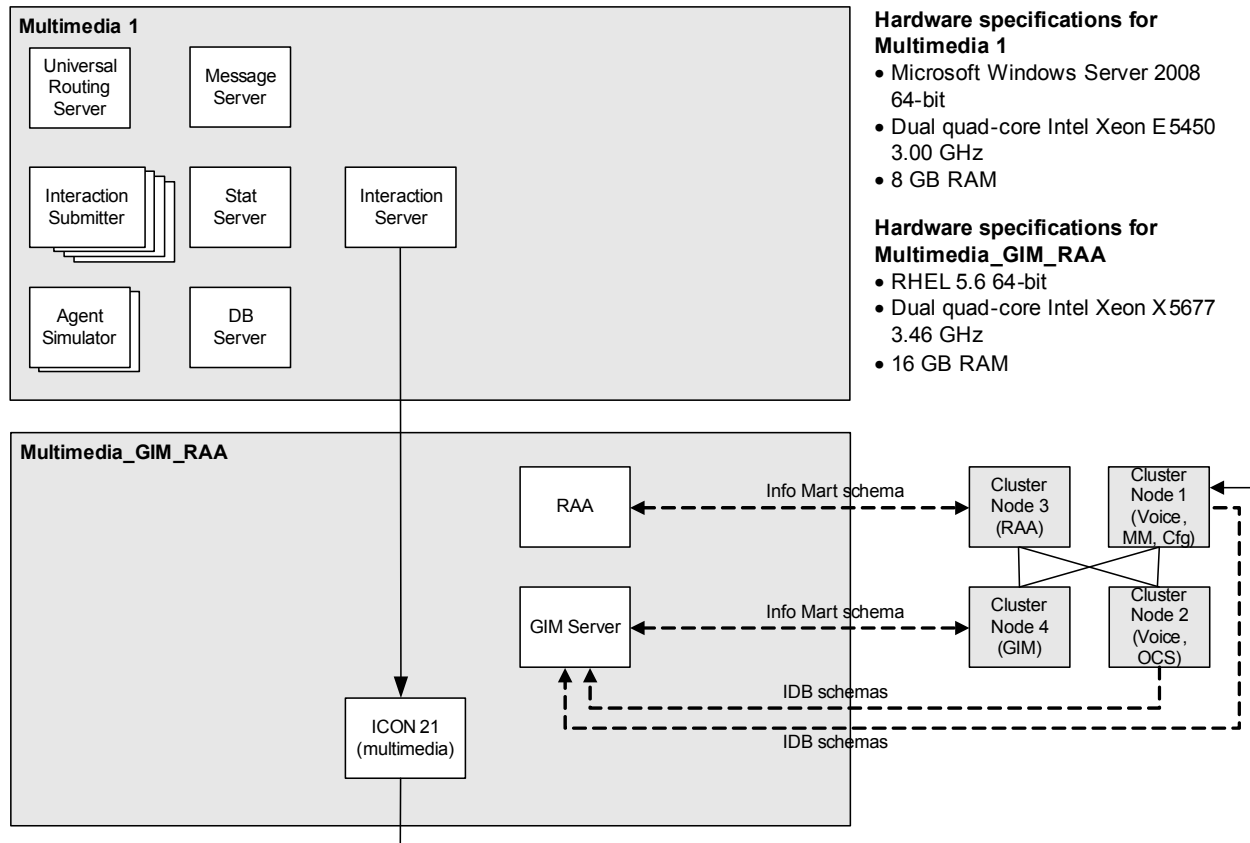 Multimedia 1
Universal
Routing
Server
Message
Server
Interaction
Submitter
Stat
Server
Interaction
Server
Agent
Simulator
DB
Server
Hardware specifications for
Multimedia 1
• Microsoft Windows Server 2008
64-bit
• Dual quad-core Intel Xeon E5450
3.00 GHz
• 8 GB RAM
Hardware specifications for
Multimedia_GIM_RAA
• RHEL 5.6 64-bit
• Dual quad-core Intel Xeon X5677
3.46 GHz
• 16 GB RAM
Multimedia_GIM_RAA
RAA
Info Mart schema
Cluster
Node 3
(RAA)
Cluster
Node 1
(Voice,
MM, Cfg)
GIM Server
Info Mart schema
Cluster
Node 4
(GIM)
Cluster
Node 2
(Voice,
OCS)
IDB schemas
IDB schemas
ICON 21
(multimedia)